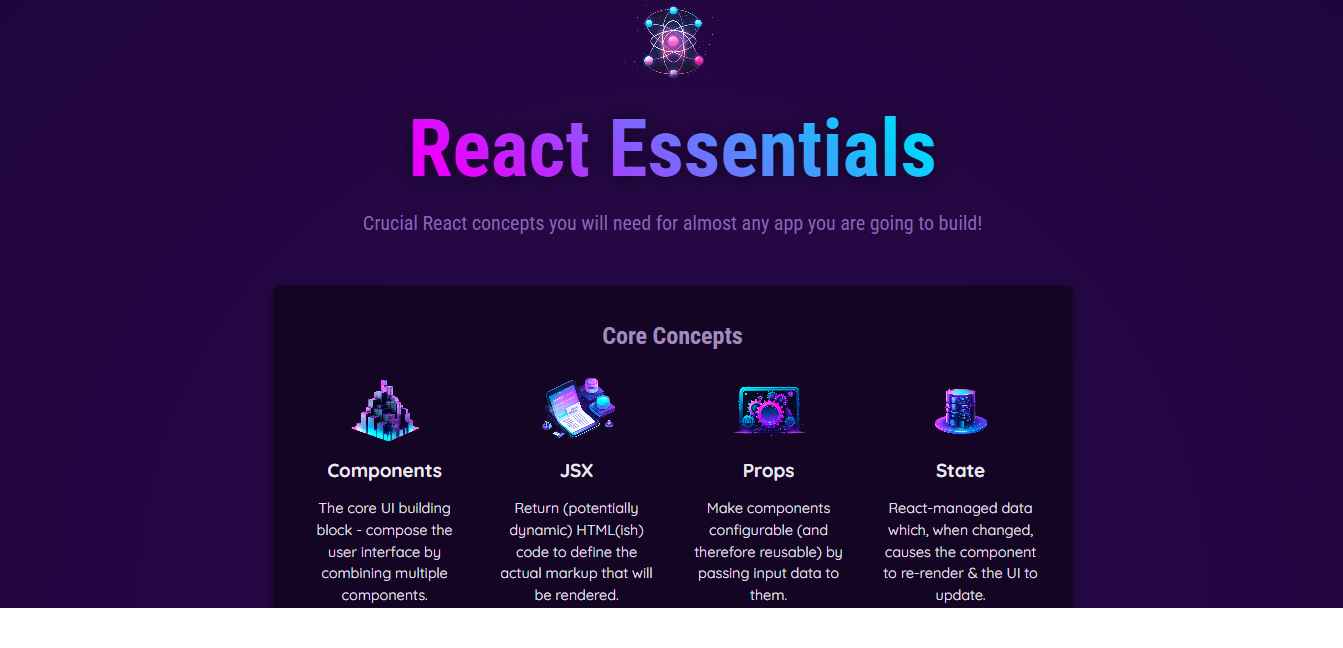 React Essentials
Crucial React concepts you will need for almost any app you are going to build!
Core Concepts
Components
The core UI building
block - compose the
user interface by
combining multiple
components.
JSX
Return (potentially
dynamic) HTML(ish)
code to define the
actual markup that will
be rendered.
Props
Make components
configurable (and
therefore reusable) by
passing input data to
them.
State
React-managed data
which, when changed,
causes the component
to re-render & the UI to
update.